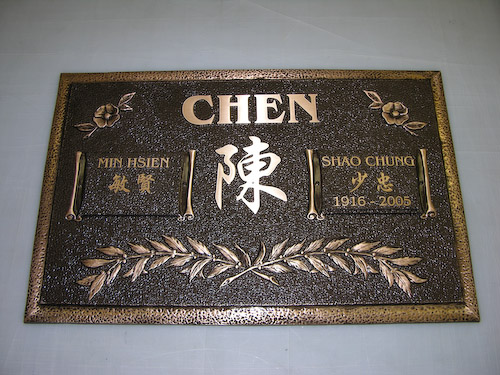 CHEN
陳
MIN HSIEN
敏賢
SHAO CHUNG
少忠
1916 ~ 2005